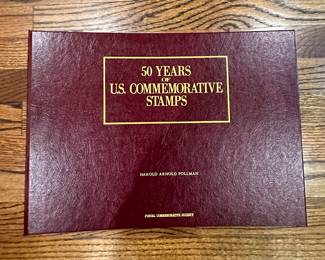 50 YEARS
OF
U.S. COMMEMORATIVE
STAMPS
HAROLD ARNOLD POLLMAN
POSTAL COMMEMORATIVE SOCIETY